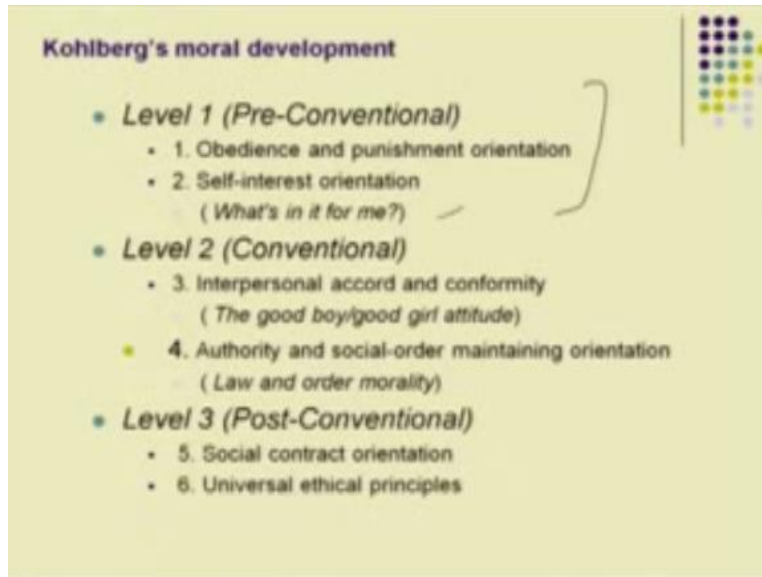 Kohlberg's moral development
Level 1 (Pre-Conventional)
1. Obedience and punishment orientation
2. Self-interest orientation
( What's in it for me?)
Level 2 (Conventional)
3. Interpersonal accord and conformity
( The good boy/good girl attitude)
4. Authority and social-order maintaining orientation
( Law and order morality)
Level 3 (Post-Conventional)
5. Social contract orientation
6. Universal ethical principles